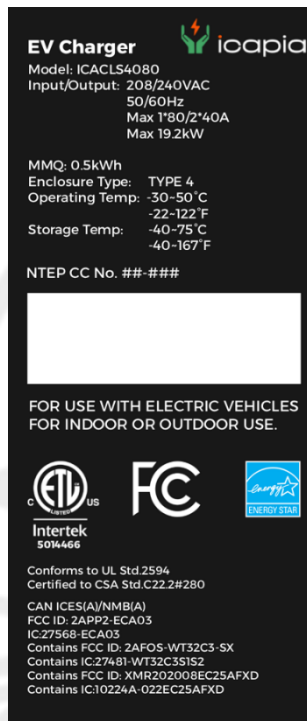 EV Charger
icapia
Model: ICACLS4080
Input/Output: 208/240VAC
50/60Hz
Max 1*80/2*40A
Max 19.2kW
MMQ: 0.5kWh
Enclosure Type: TYPE 4
Operating Temp: -30~50°C
-22~122°F
Storage Temp: -40~75°C
-40~167°F
NTEP CC No. ##-###
FOR USE WITH ELECTRIC VEHICLES
FOR INDOOR OR OUTDOOR USE.
C ETL US
LISTED
FC
energy
ENERGY STAR
Intertek
5014466
Conforms to UL Std.2594
Certified to CSA Std.C22.2#280
CAN ICES(A)/NMB(A)
FCC ID: 2APP2-ECA03
IC:27568-ECA03
Contains FCC ID: 2AFOS-WT32C3-SX
Contains IC:27481-WT32C3S1S2
Contains FCC ID: XMR202008EC25AFXD
Contains IC:10224A-022EC25AFXD